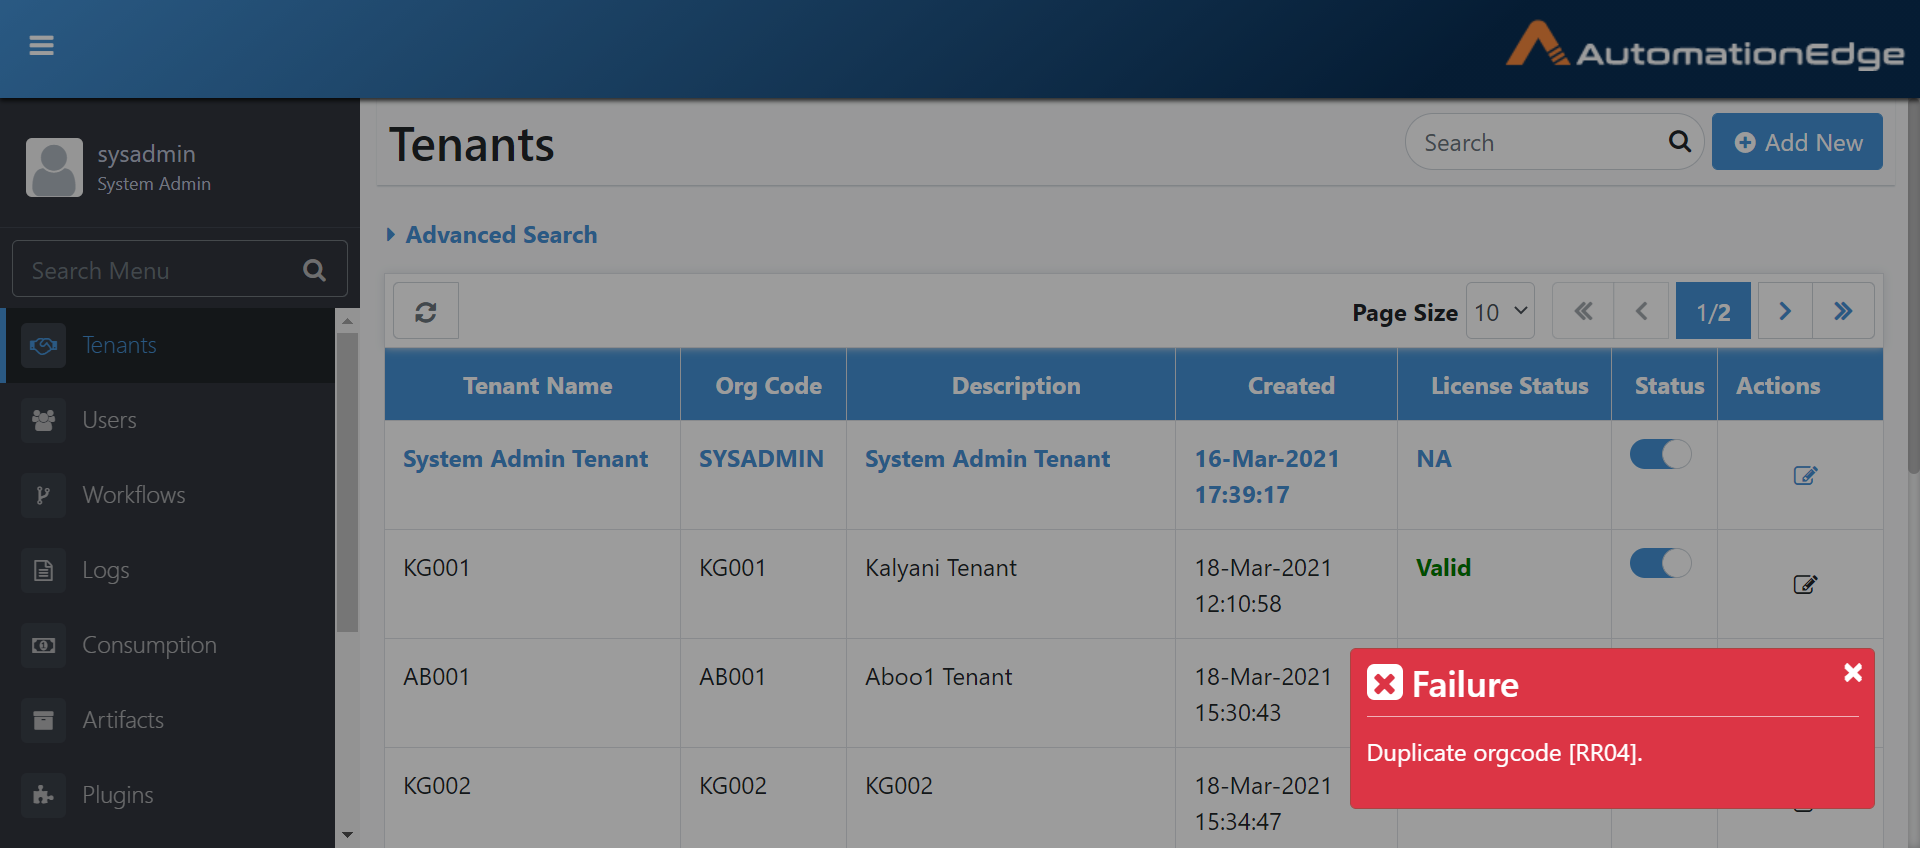 AutomationEdge
sysadmin
System Admin
Search Menu
Tenants
Users
Workflows
Logs
Consumption
Artifacts
Plugins
Tenants
Search
Add New
Advanced Search
Page Size 10 1/2
Tenant Name Org Code Description Created License Status Status Actions
System Admin Tenant SYSADMIN System Admin Tenant 16-Mar-2021 NA
17:39:17
KG001 KG001 Kalyani Tenant 18-Mar-2021 Valid
12:10:58
AB001 AB001 Aboo1 Tenant 18-Mar-2021
15:30:43
KG002 KG002 KG002 18-Mar-2021
15:34:47
Failure
Duplicate orgcode [RR04].